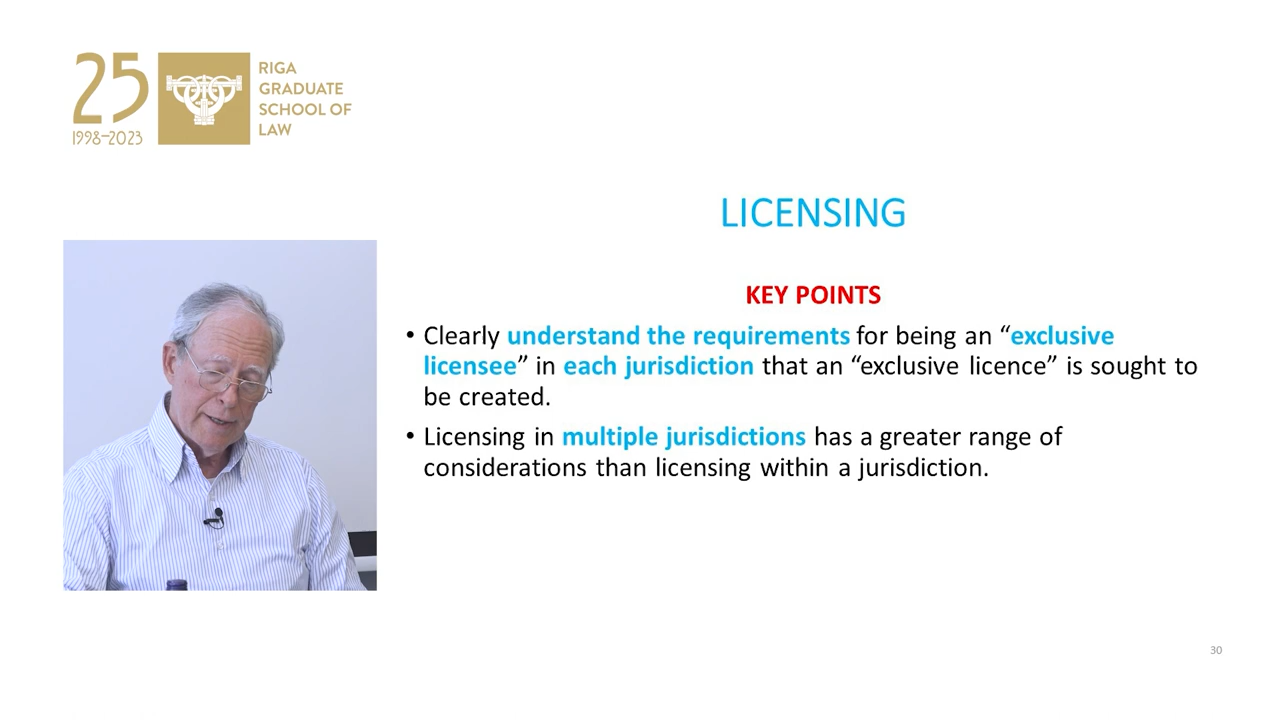 25
1998–2023
RIGA
GRADUATE
SCHOOL OF
LAW
LICENSING
KEY POINTS
• Clearly understand the requirements for being an “exclusive
licensee” in each jurisdiction that an “exclusive licence” is sought to
be created.
• Licensing in multiple jurisdictions has a greater range of
considerations than licensing within a jurisdiction.
30